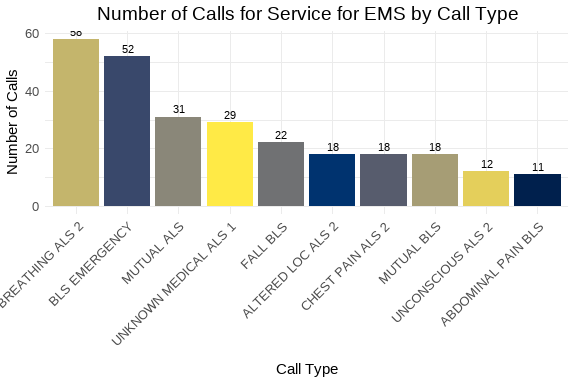 Number of Calls for Service for EMS by Call Type
Number of Calls
60
40
20
0
58
52
31
29
22
18
18
18
12
11
BREATHING ALS 2
BLS EMERGENCY
MUTUAL ALS
UNKNOWN MEDICAL ALS 1
FALL BLS
ALTERED LOC ALS 2
CHEST PAIN ALS 2
MUTUAL BLS
UNCONSCIOUS ALS 2
ABDOMINAL PAIN BLS
Call Type